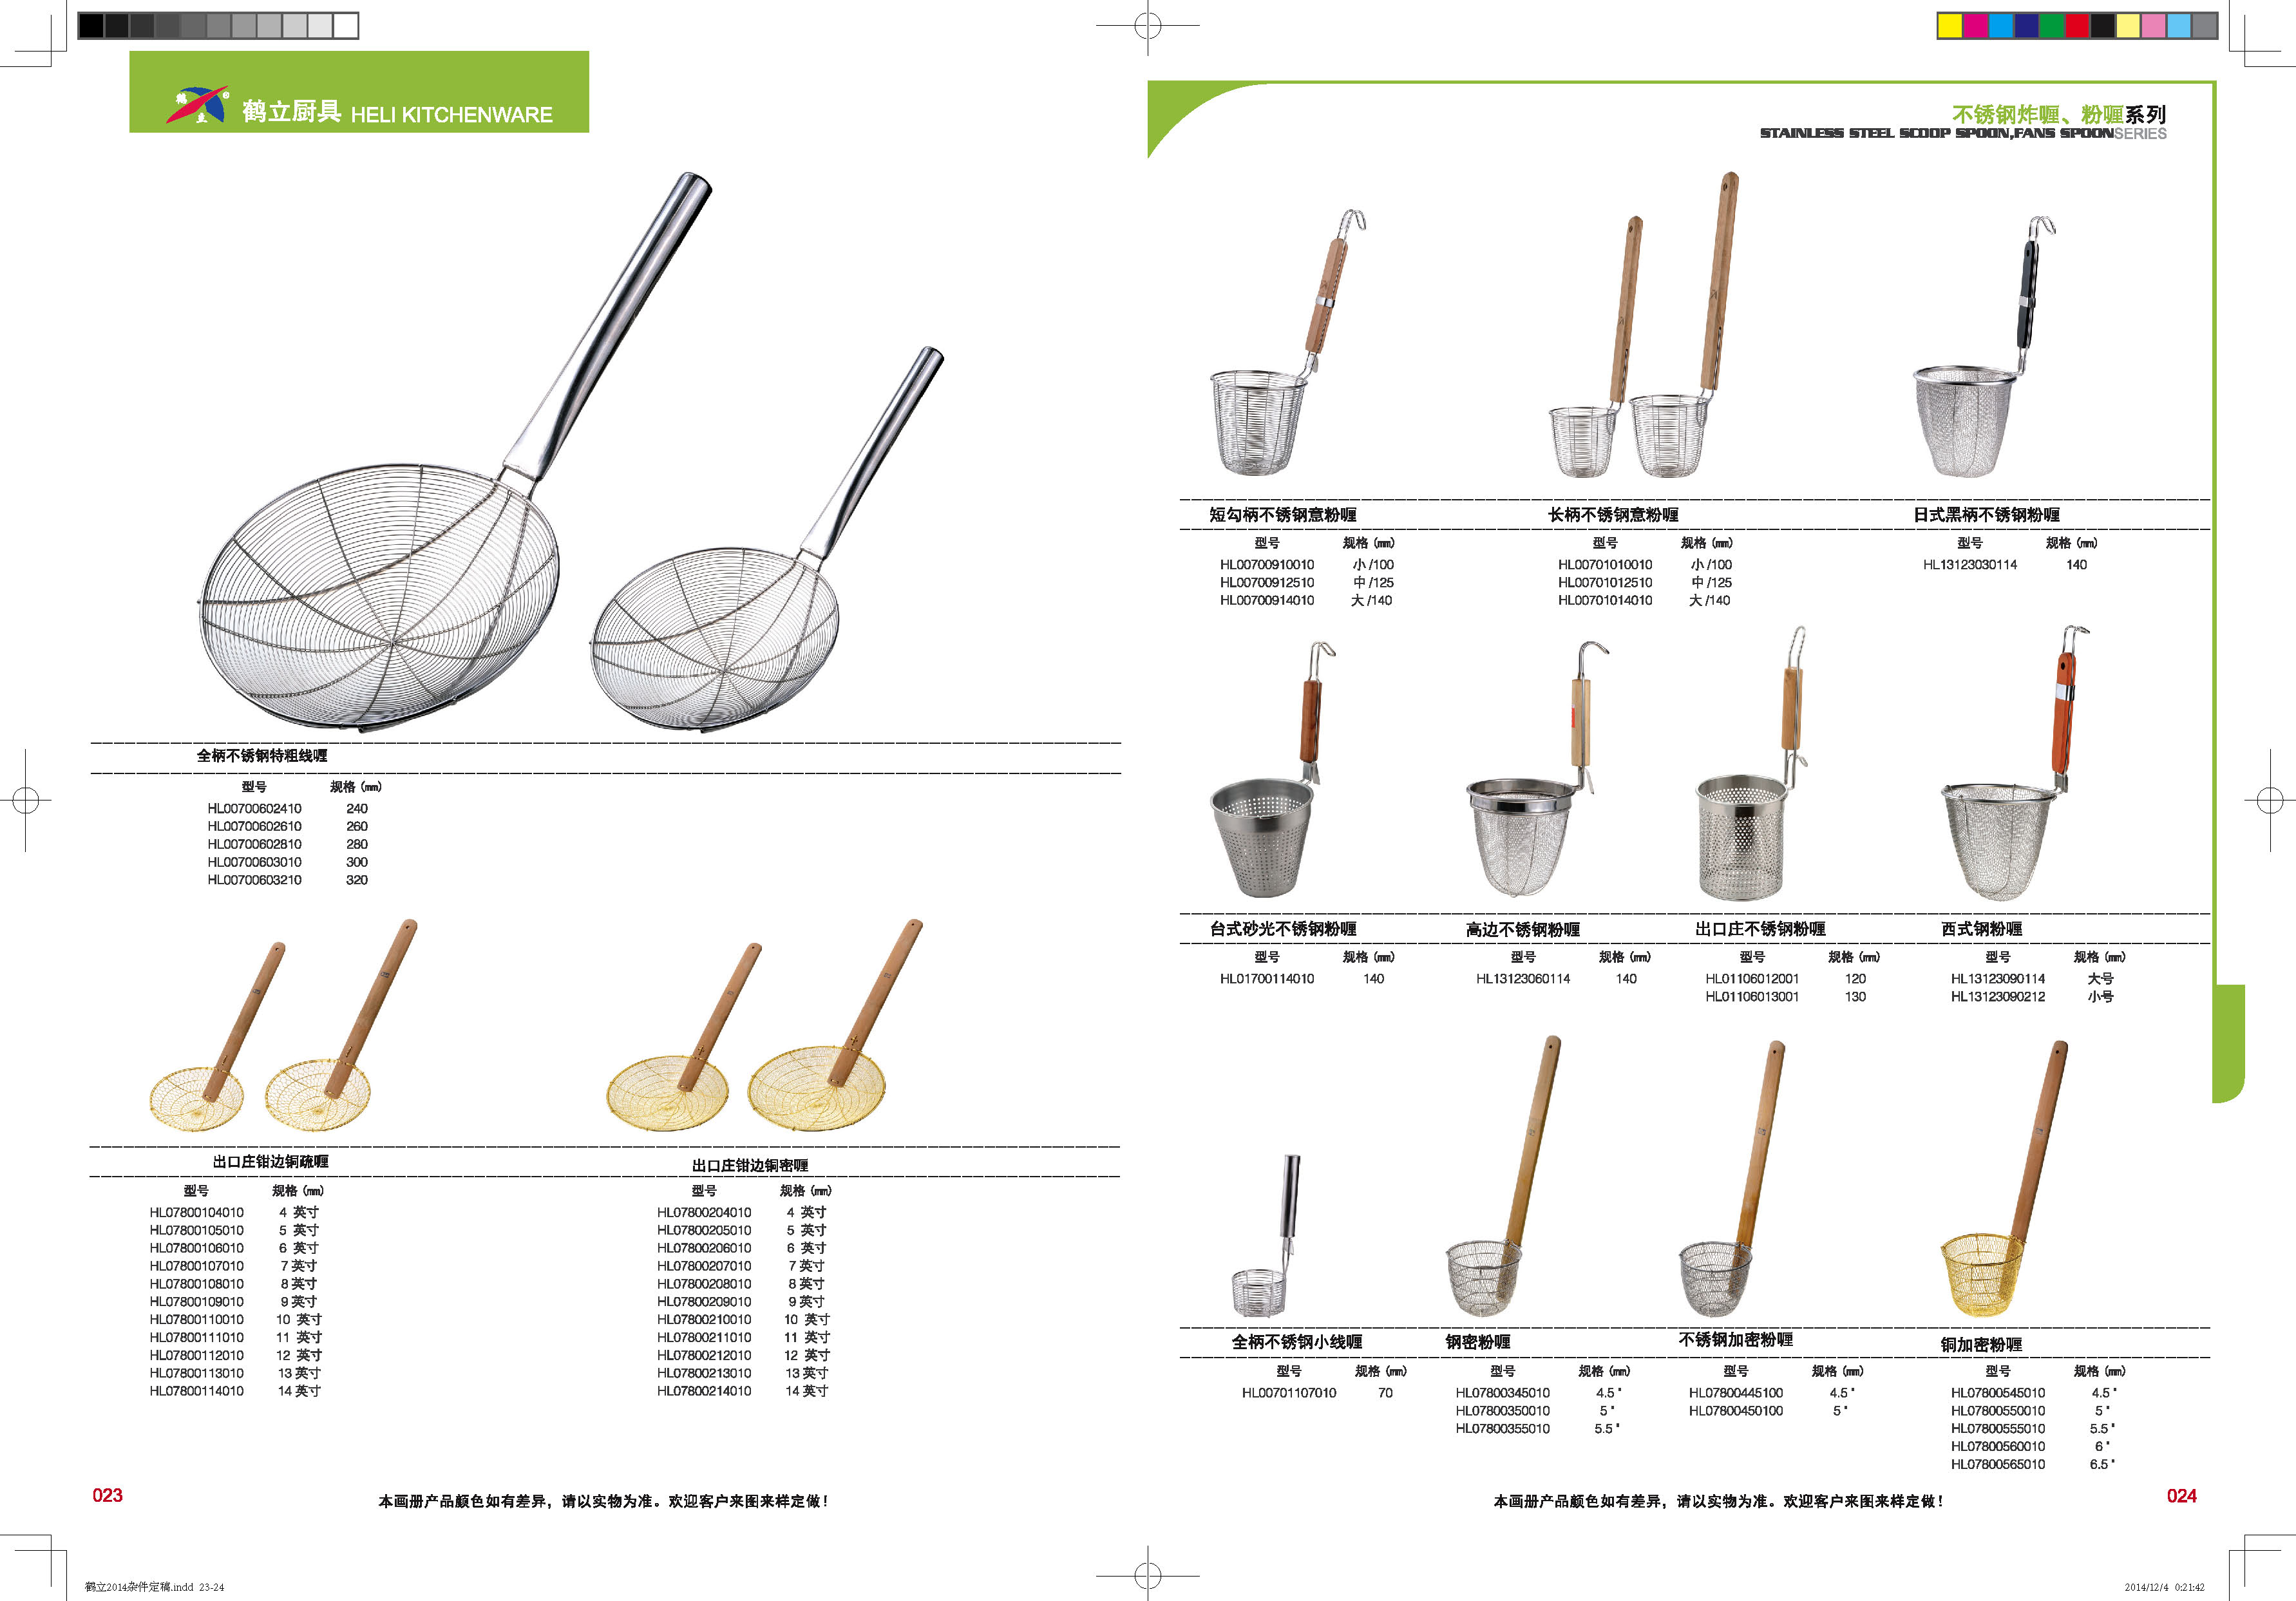 鹤立厨具 HELI KITCHENWARE
全柄不锈钢特粗线喱
型号 规格 (mm)
HL00700602410 240
HL00700602610 260
HL00700602810 280
HL00700603010 300
HL00700603210 320
出口庄钳边铜疏喱
型号 规格 (mm)
HL07800104010 4 英寸
HL07800105010 5 英寸
HL07800106010 6 英寸
HL07800107010 7英寸
HL07800108010 8英寸
HL07800109010 9英寸
HL07800110010 10 英寸
HL07800111010 11 英寸
HL07800112010 12 英寸
HL07800113010 13英寸
HL07800114010 14英寸
出口庄钳边铜密喱
型号 规格 (mm)
HL07800204010 4 英寸
HL07800205010 5 英寸
HL07800206010 6 英寸
HL07800207010 7英寸
HL07800208010 8英寸
HL07800209010 9英寸
HL07800210010 10 英寸
HL07800211010 11 英寸
HL07800212010 12 英寸
HL07800213010 13英寸
HL07800214010 14英寸
023
本画册产品颜色如有差异，请以实物为准。欢迎客户来图来样定做！
不锈钢炸喱、粉喱系列
STAINLESS STEEL SCOOP SPOON,FANS SPOONSERIES
短勾柄不锈钢意粉喱
型号 规格 (mm)
HL00700910010 小/100
HL00700912510 中/125
HL00700914010 大/140
长柄不锈钢意粉喱
型号 规格 (mm)
HL00701010010 小/100
HL00701012510 中/125
HL00701014010 大/140
日式黑柄不锈钢粉喱
型号 规格 (mm)
HL13123030114 140
台式砂光不锈钢粉喱
型号 规格 (mm)
HL01700114010 140
高边不锈钢粉喱
型号 规格 (mm)
HL13123060114 140
出口庄不锈钢粉喱
型号 规格 (mm)
HL01106012001 120
HL01106013001 130
西式钢粉喱
型号 规格 (mm)
HL13123090114 大号
HL13123090212 小号
全柄不锈钢小线喱
型号 规格 (mm)
HL00701107010 70
钢密粉喱
型号 规格 (mm)
HL07800345010 4.5"
HL07800350010 5"
HL07800355010 5.5"
不锈钢加密粉喱
型号 规格 (mm)
HL07800445100 4.5"
HL07800450100 5"
铜加密粉喱
型号 规格 (mm)
HL07800545010 4.5"
HL07800550010 5"
HL07800555010 5.5"
HL07800560010 6"
HL07800565010 6.5"
本画册产品颜色如有差异，请以实物为准。欢迎客户来图来样定做！
024
鹤立2014杂件定稿.indd 23-24
2014/12/4 0:21:42